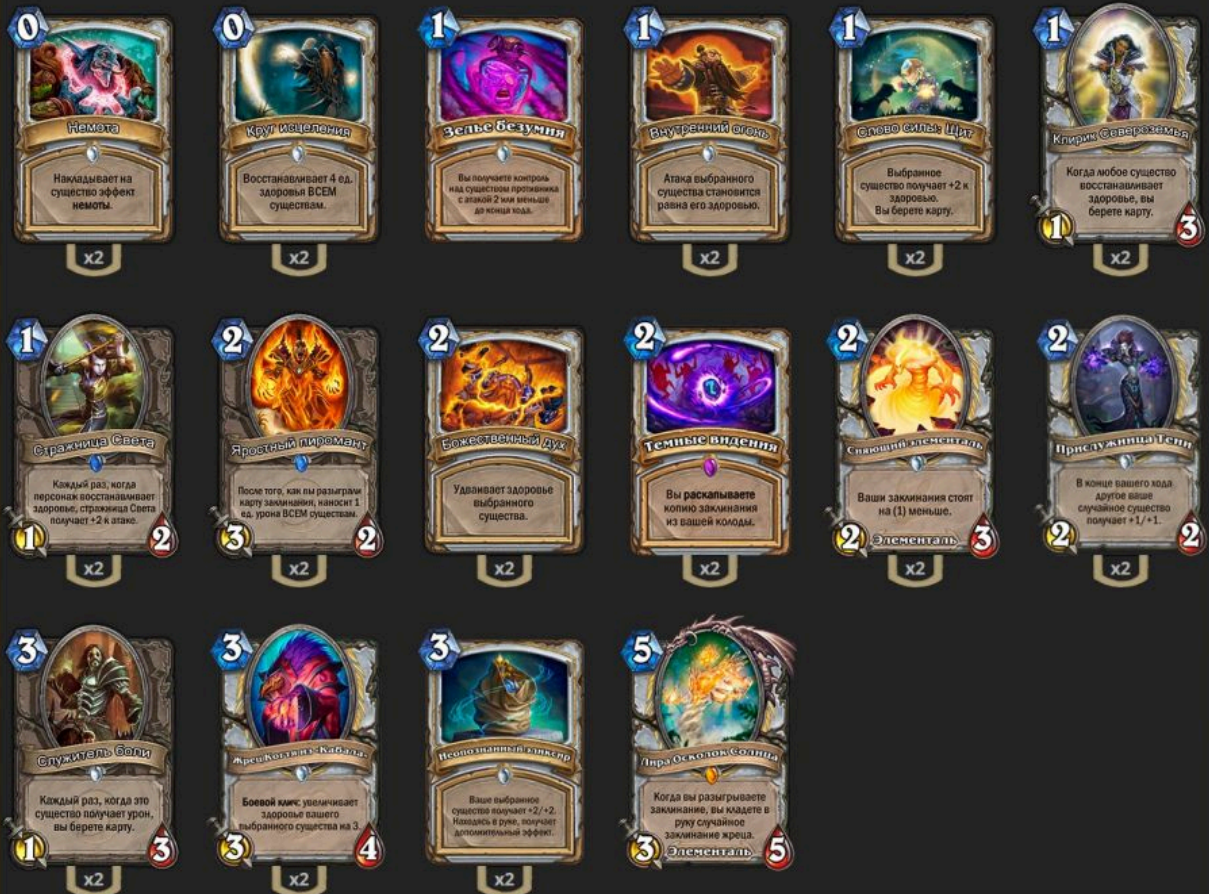 0
Немота
Накладывает на
существо эффект
немоты.
x2
0
Круг исцеления
Восстанавливает 4 ед.
здоровья ВСЕМ
существам.
x2
1
Зелье безумия
Вы получаете контроль
над существом противника
с атакой 2 или меньше
до конца хода.
1
Внутренний огонь
Атака выбранного
существа становится
равна его здоровью.
x2
1
Слово силы: Щит
Выбранное
существо получает +2 к
здоровью.
Вы берете карту.
x2
1
Клирик Североземья
Когда любое существо
восстанавливает
здоровье, вы
берете карту.
1
3
x2
1
Стражница Света
Каждый раз, когда
персонаж восстанавливает
здоровье, стражница Света
получает +2 к атаке.
1
2
x2
2
Яростный пиромант
После того, как вы разыграли
карту заклинания, наносит 1
ед. урона ВСЕМ существам.
3
2
x2
2
Божественный дух
Удваивает здоровье
выбранного
существа.
x2
2
Темные видения
Вы раскапываете
копию заклинания
из вашей колоды.
x2
2
Сияющий элементаль
Ваши заклинания стоят
на (1) меньше.
2
Элементаль
3
x2
2
Прислужница Тени
В конце вашего хода
другое ваше
случайное существо
получает +1/+1.
2
2
x2
3
Служитель боли
Каждый раз, когда это
существо получает урон,
вы берете карту.
1
3
x2
3
Жрец Когтя из «Кабала»
Боевой клич: увеличивает
здоровье вашего
выбранного существа на 3.
3
4
x2
3
Неопознанный эликсир
Ваше выбранное
существо получает +2/+2.
Находясь в руке, получает
дополнительный эффект.
x2
5
Лира Осколок Солнца
Когда вы разыгрываете
заклинание, вы кладете в
руку случайное
заклинание жреца.
3
Элементаль
5